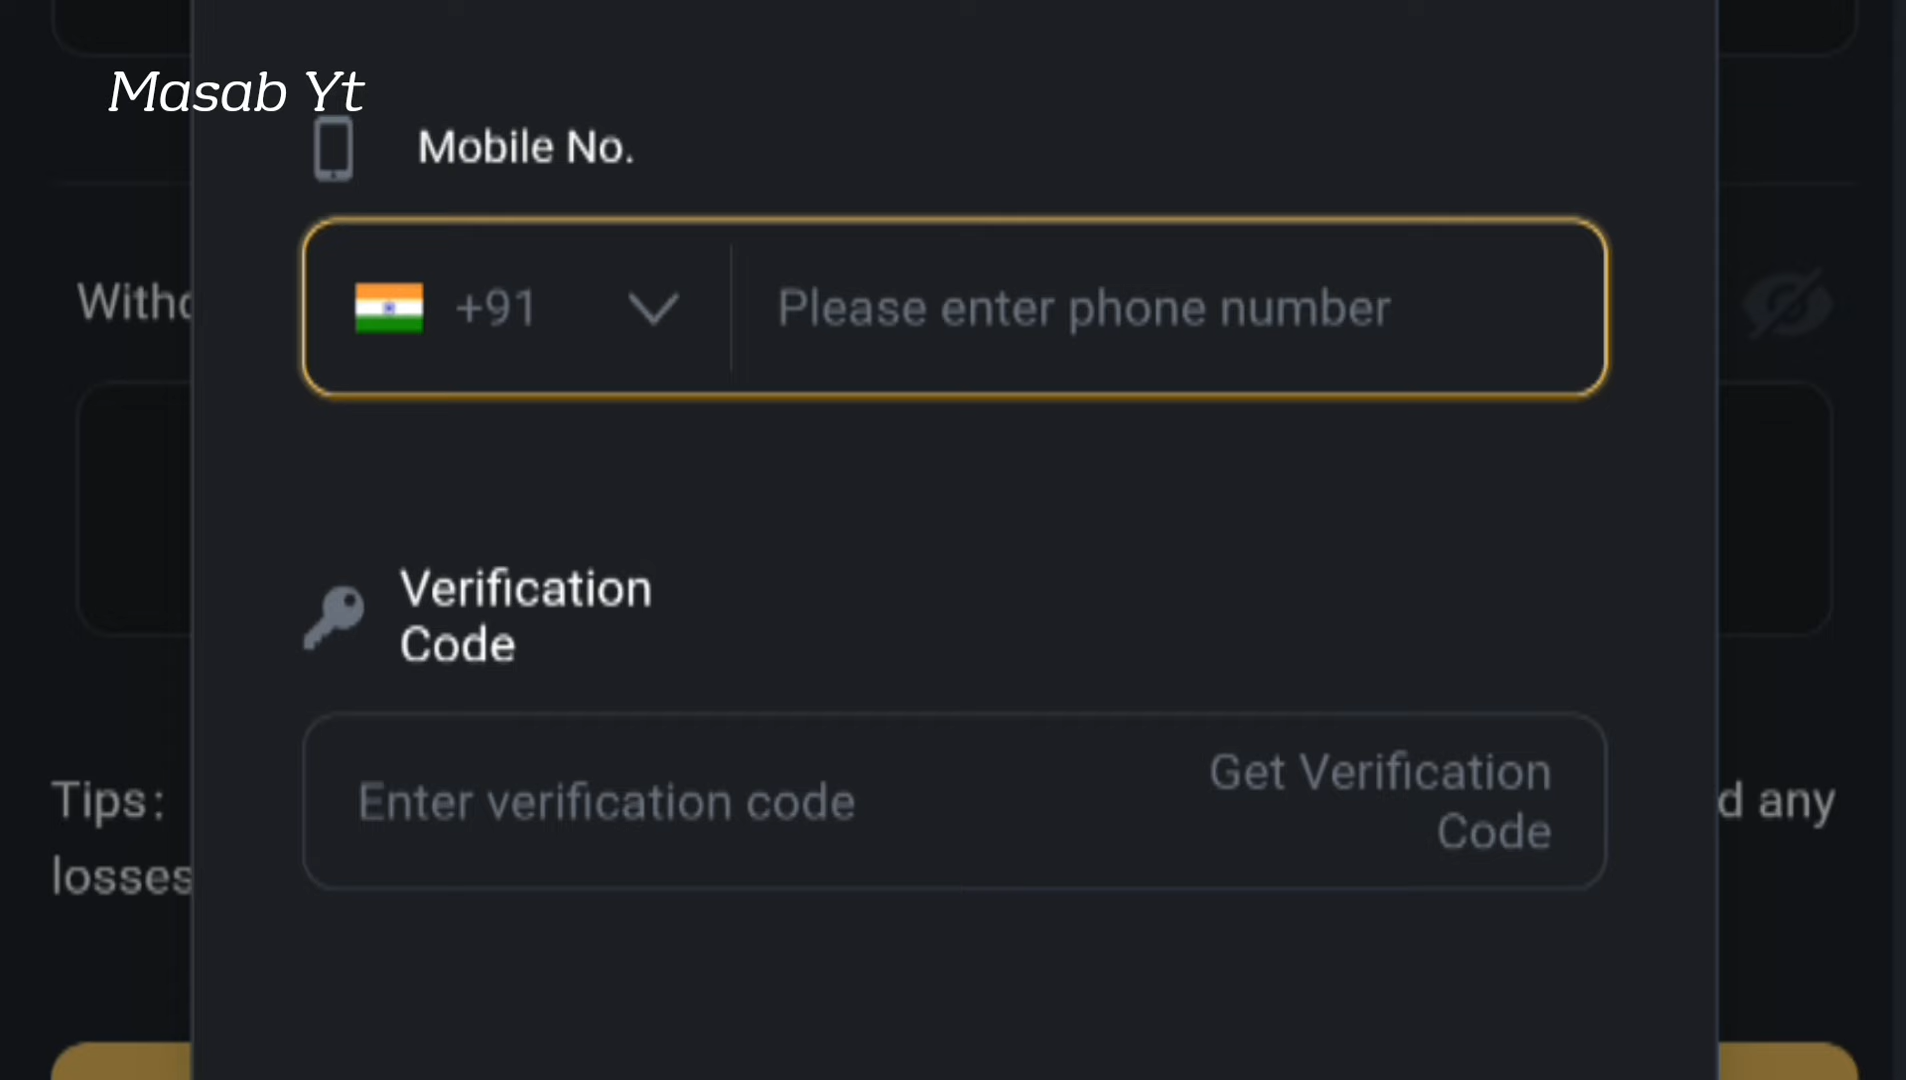 Masab Yt
Mobile No.
Witho
+91
Please enter phone number
Verification
Code
Enter verification code
Get Verification
Code
Tips:
d any
losses